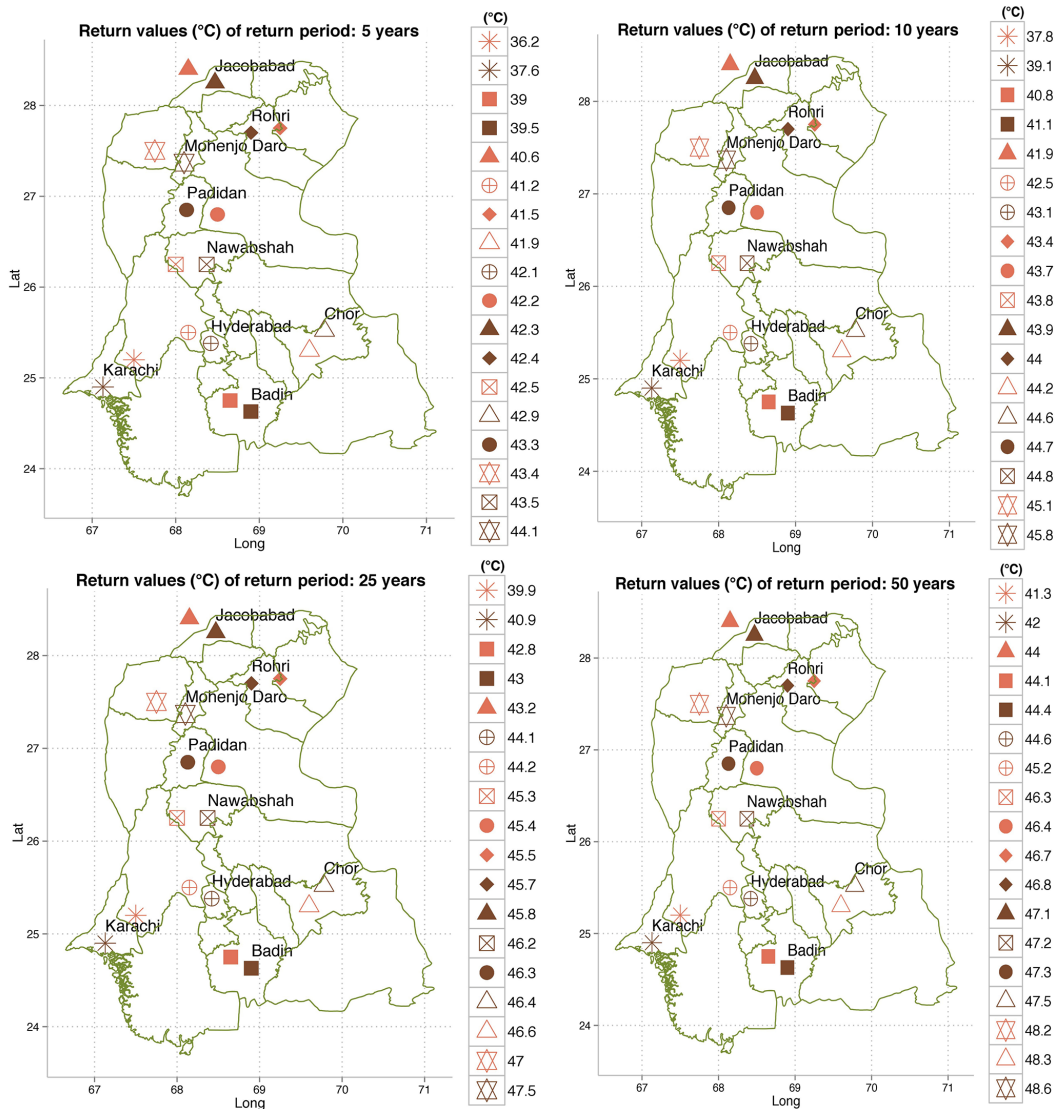 Return values (°C) of return period: 5 years
(°C)
36.2
37.6
39
39.5
40.6
41.2
41.5
41.9
42.1
42.2
42.3
42.4
42.5
42.9
43.3
43.4
43.5
44.1
Lat
28
27
26
25
24
Jacobabad
Rohri
Mohenjo Daro
Padidan
Nawabshah
Hyderabad
Chor
Karachi
Badin
67 68 69 70 71
Long
Return values (°C) of return period: 10 years
(°C)
37.8
39.1
40.8
41.1
41.9
42.5
43.1
43.4
43.7
43.8
43.9
44
44.2
44.6
44.7
44.8
45.1
45.8
Lat
28
27
26
25
24
Jacobabad
Rohri
Mohenjo Daro
Padidan
Nawabshah
Hyderabad
Chor
Karachi
Badin
67 68 69 70 71
Long
Return values (°C) of return period: 25 years
(°C)
39.9
40.9
42.8
43
43.2
44.1
44.2
45.3
45.4
45.5
45.7
45.8
46.2
46.3
46.4
46.6
47
47.5
Lat
28
27
26
25
24
Jacobabad
Rohri
Mohenjo Daro
Padidan
Nawabshah
Hyderabad
Chor
Karachi
Badin
67 68 69 70 71
Long
Return values (°C) of return period: 50 years
(°C)
41.3
42
44
44.1
44.4
44.6
45.2
46.3
46.4
46.7
46.8
47.1
47.2
47.3
47.5
48.2
48.3
48.6
Lat
28
27
26
25
24
Jacobabad
Rohri
Mohenjo Daro
Padidan
Nawabshah
Hyderabad
Chor
Karachi
Badin
67 68 69 70 71
Long